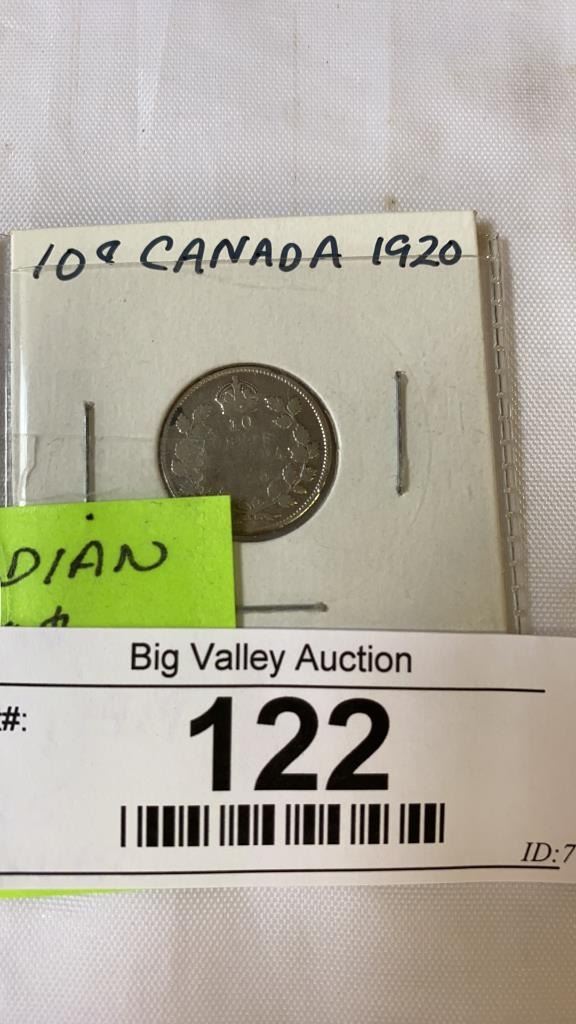 10¢ CANADA 1920
10
DIAN
Big Valley Auction
#:
122
ID:7